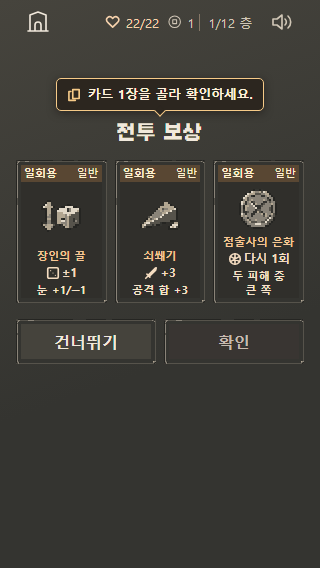 22/22 1 1/12 층
카드 1장을 골라 확인하세요.
전투 보상
일회용 일반
장인의 끌
±1
눈 +1/−1
일회용 일반
쇠쐐기
+3
공격 합 +3
일회용 일반
점술사의 은화
다시 1회
두 피해 중
큰 쪽
건너뛰기
확인